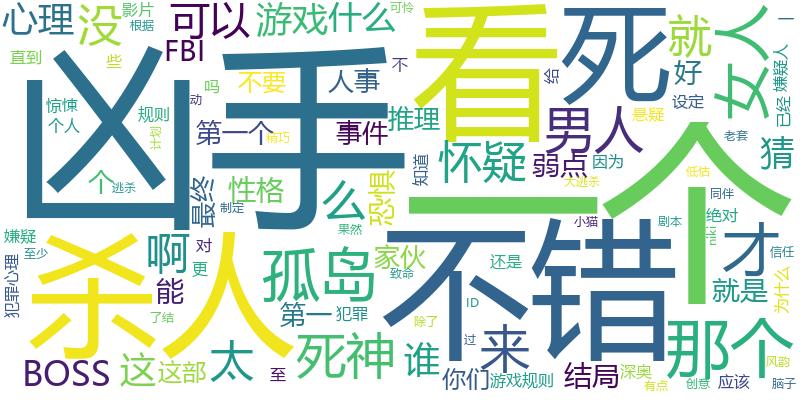 心理
影片
没
可以
游戏什么
可怜
看
死
就
女人
一
根据
直到
些
FBI
吗
不要
人事
不
给
好
嫌疑人
凶手
惊悚
规则
动
设定
已经
个人
第一个
事件
推理
男人
悬疑
老套
猜
个
逃杀
性格
么
恐惧
知道
怀疑
弱点
因为
一个
低估
最终
制定
果然
大逃杀
同伴
小猫
剧本
绝对
嫌疑
至少
啊
对
更
孤岛
家伙
不错
还是
才
信任
犯罪心理
杀人
能
第一
犯罪
致命
ID
来
那个
就是
为什么
了结
除了
过
BOSS
这
这部
太
至
死神
谁
你们
游戏规则
结局
深奥
有点
创意
应该
风韵
脑子